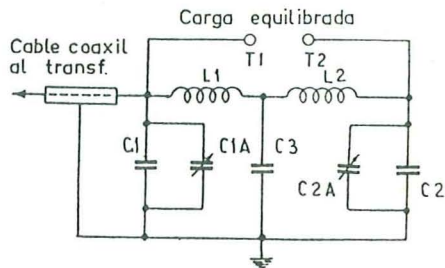 Carga equilibrada
Cable coaxil
al transf.
T1 T2
L1 L2
C1 C1A C3 C2A C2